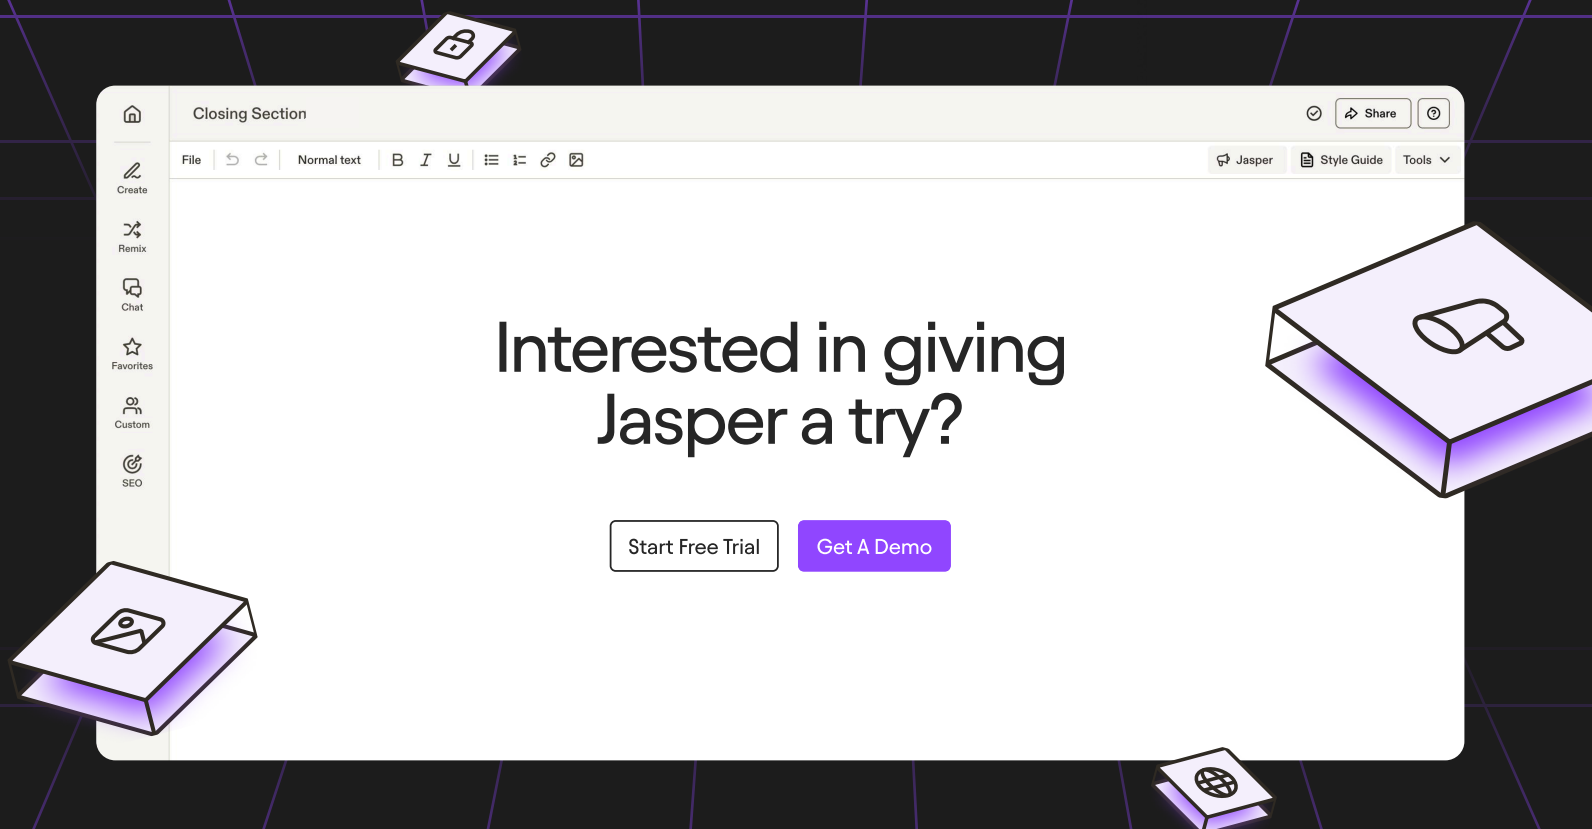 Closing Section
Share
File
Normal text
B I U
Jasper
Style Guide
Tools
Create
Remix
Chat
Favorites
Custom
SEO
Interested in giving
Jasper a try?
Start Free Trial
Get A Demo